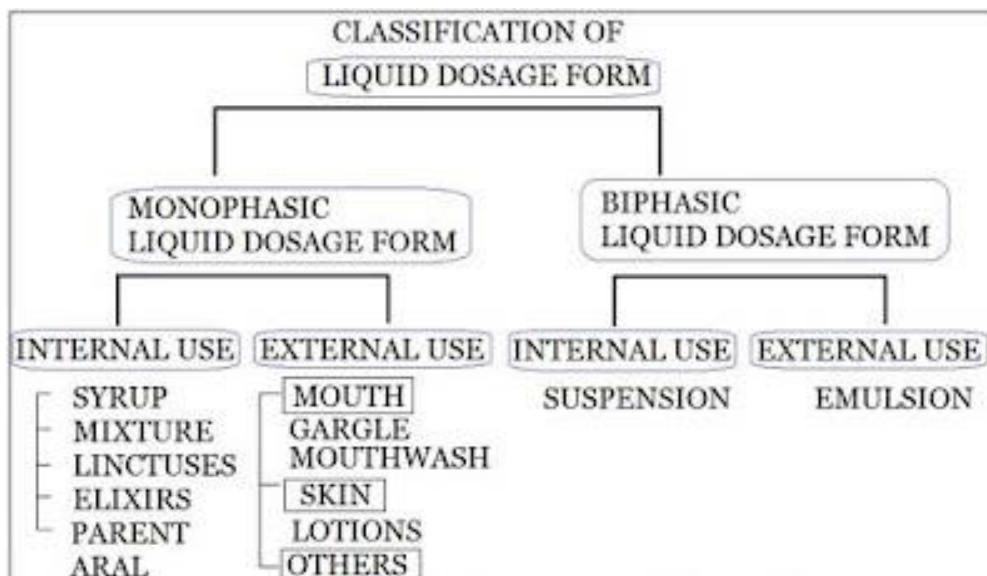 CLASSIFICATION OF
LIQUID DOSAGE FORM
MONOPHASIC
LIQUID DOSAGE FORM
BIPHASIC
LIQUID DOSAGE FORM
INTERNAL USE
SYRUP
MIXTURE
LINCTUSES
ELIXIRS
PARENT
ARAL
EXTERNAL USE
MOUTH
GARGLE
MOUTHWASH
SKIN
LOTIONS
OTHERS
INTERNAL USE
SUSPENSION
EXTERNAL USE
EMULSION